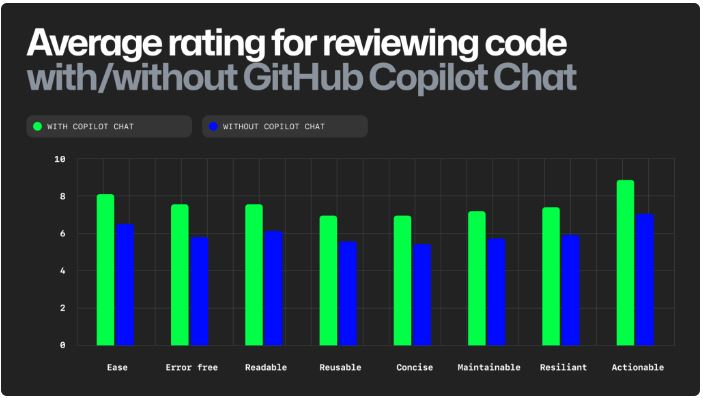 Average rating for reviewing code
with/without GitHub Copilot Chat
WITH COPILOT CHAT WITHOUT COPILOT CHAT
10
8
6
4
2
0
Ease Error free Readable Reusable Concise Maintainable Resiliant Actionable